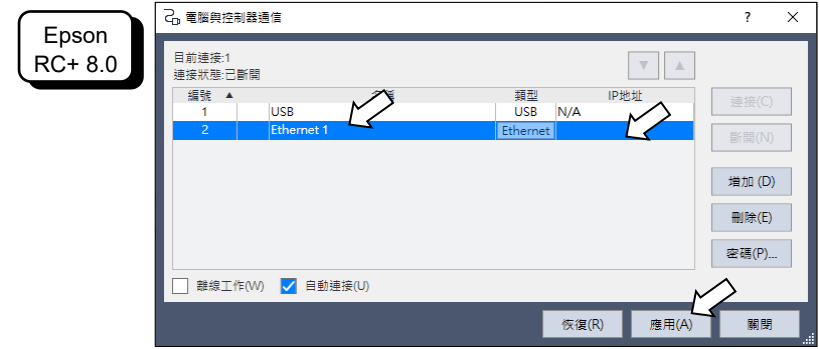 Epson
RC+ 8.0
電腦與控制器通信
?
目前連接:1
連接狀態:已斷開
編號 類型 IP地址
1 USB USB N/A
2 Ethernet 1 Ethernet
連接(C)
斷開(N)
增加 (D)
刪除(E)
密碼(P)...
離線工作(W) 自動連接(U)
恢復(R) 應用(A) 關閉